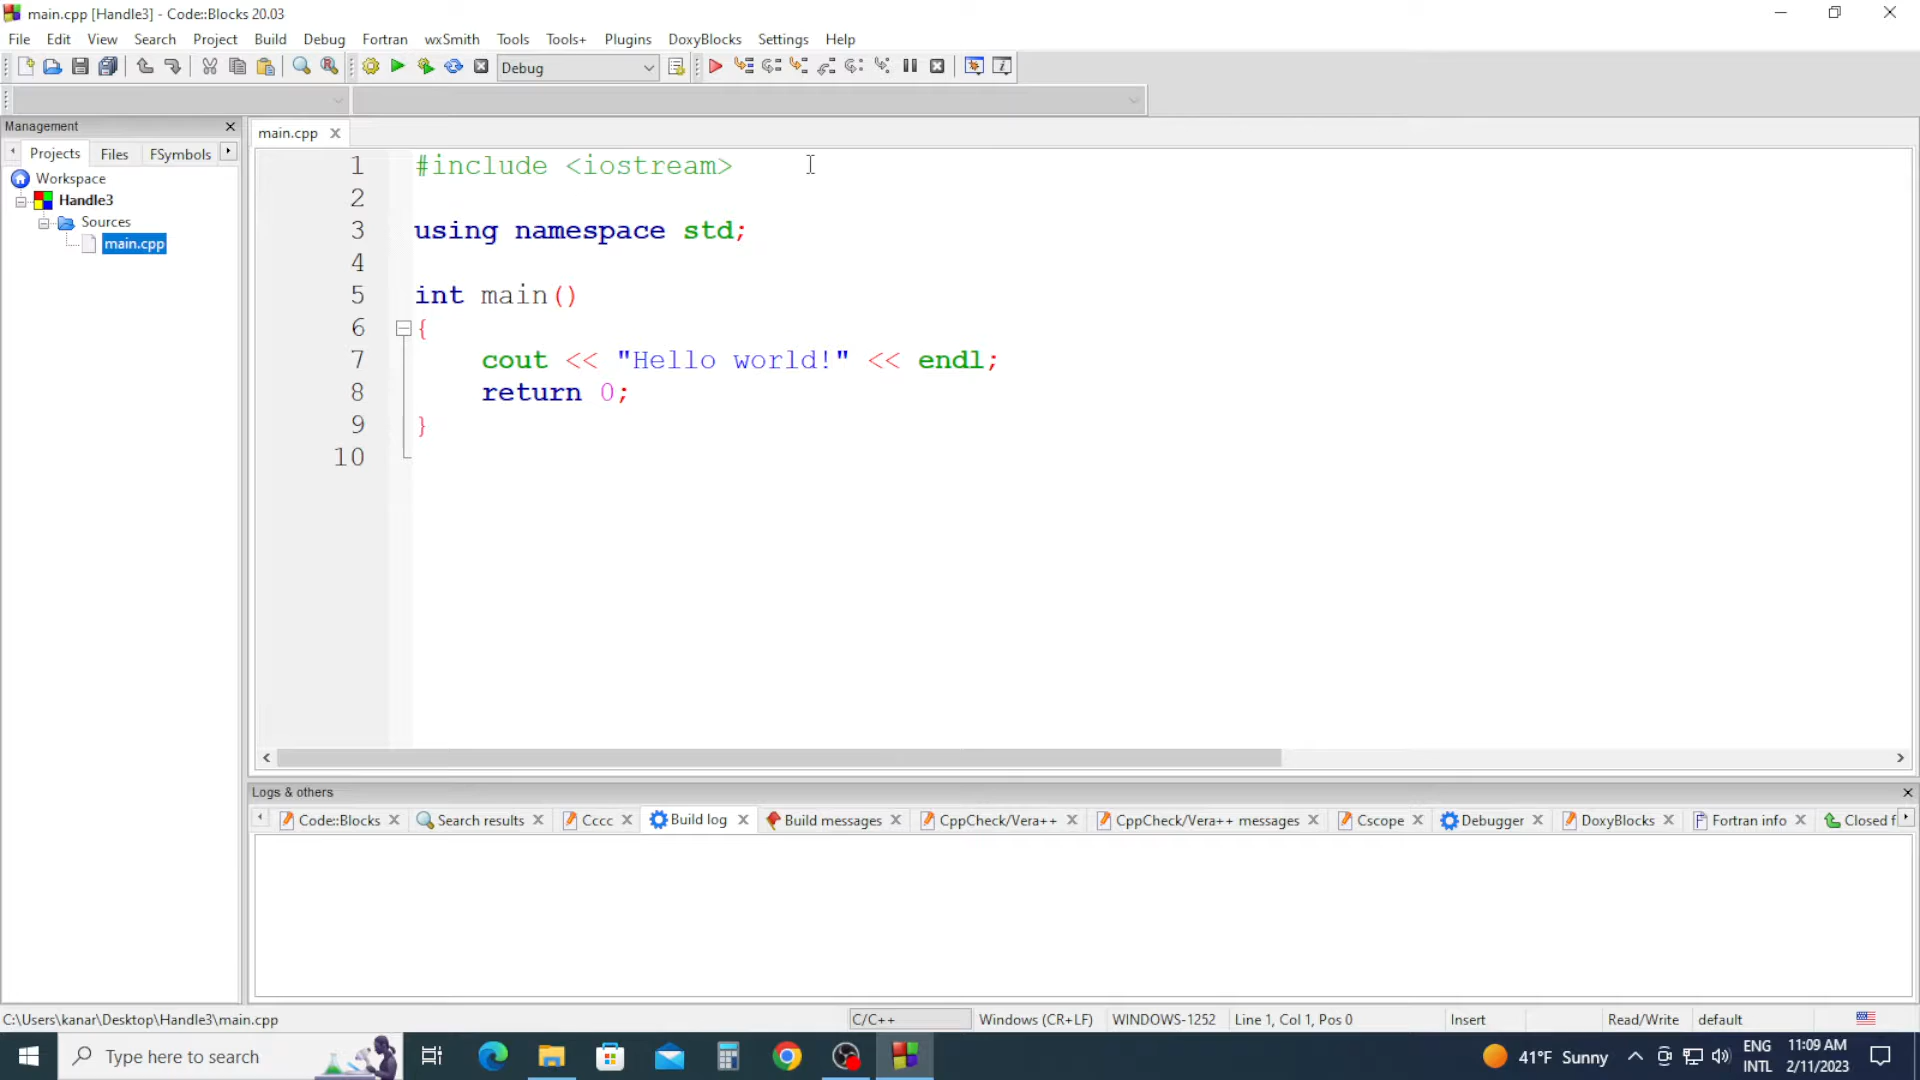 main.cpp [Handle3] - Code::Blocks 20.03
File Edit View Search Project Build Debug Fortran wxSmith Tools Tools+ Plugins DoxyBlocks Settings Help
Debug
Management
main.cpp
Projects Files FSymbols
Workspace
Handle3
Sources
main.cpp
1 #include <iostream>
2
3 using namespace std;
4
5 int main()
6 {
7 cout << "Hello world!" << endl;
8 return 0;
9 }
10
Logs & others
Code::Blocks Search results Cccc Build log Build messages CppCheck/Vera++ CppCheck/Vera++ messages Cscope Debugger DoxyBlocks Fortran info Closed f
C:\Users\kanar\Desktop\Handle3\main.cpp C/C++ Windows (CR+LF) WINDOWS-1252 Line 1, Col 1, Pos 0 Insert Read/Write default
Type here to search
41°F Sunny
ENG
INTL
11:09 AM
2/11/2023